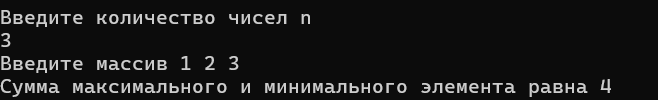 Введите количество чисел n
3
Введите массив 1 2 3
Сумма максимального и минимального элемента равна 4